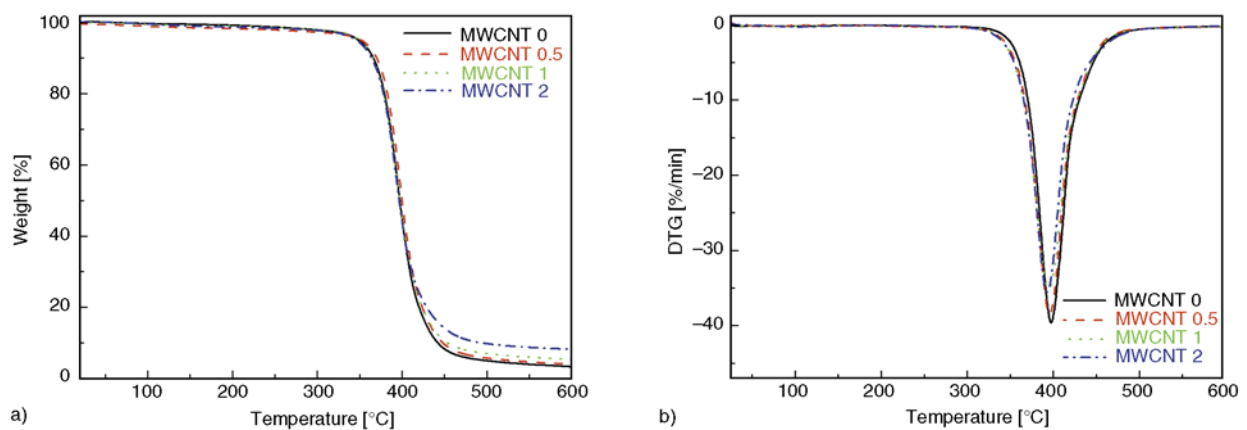 100
80
60
40
20
0
Weight [%]
MWCNT 0
MWCNT 0.5
MWCNT 1
MWCNT 2
100 200 300 400 500 600
Temperature [°C]
a)
0
–10
–20
–30
–40
DTG [%/min]
MWCNT 0
MWCNT 0.5
MWCNT 1
MWCNT 2
100 200 300 400 500 600
Temperature [°C]
b)